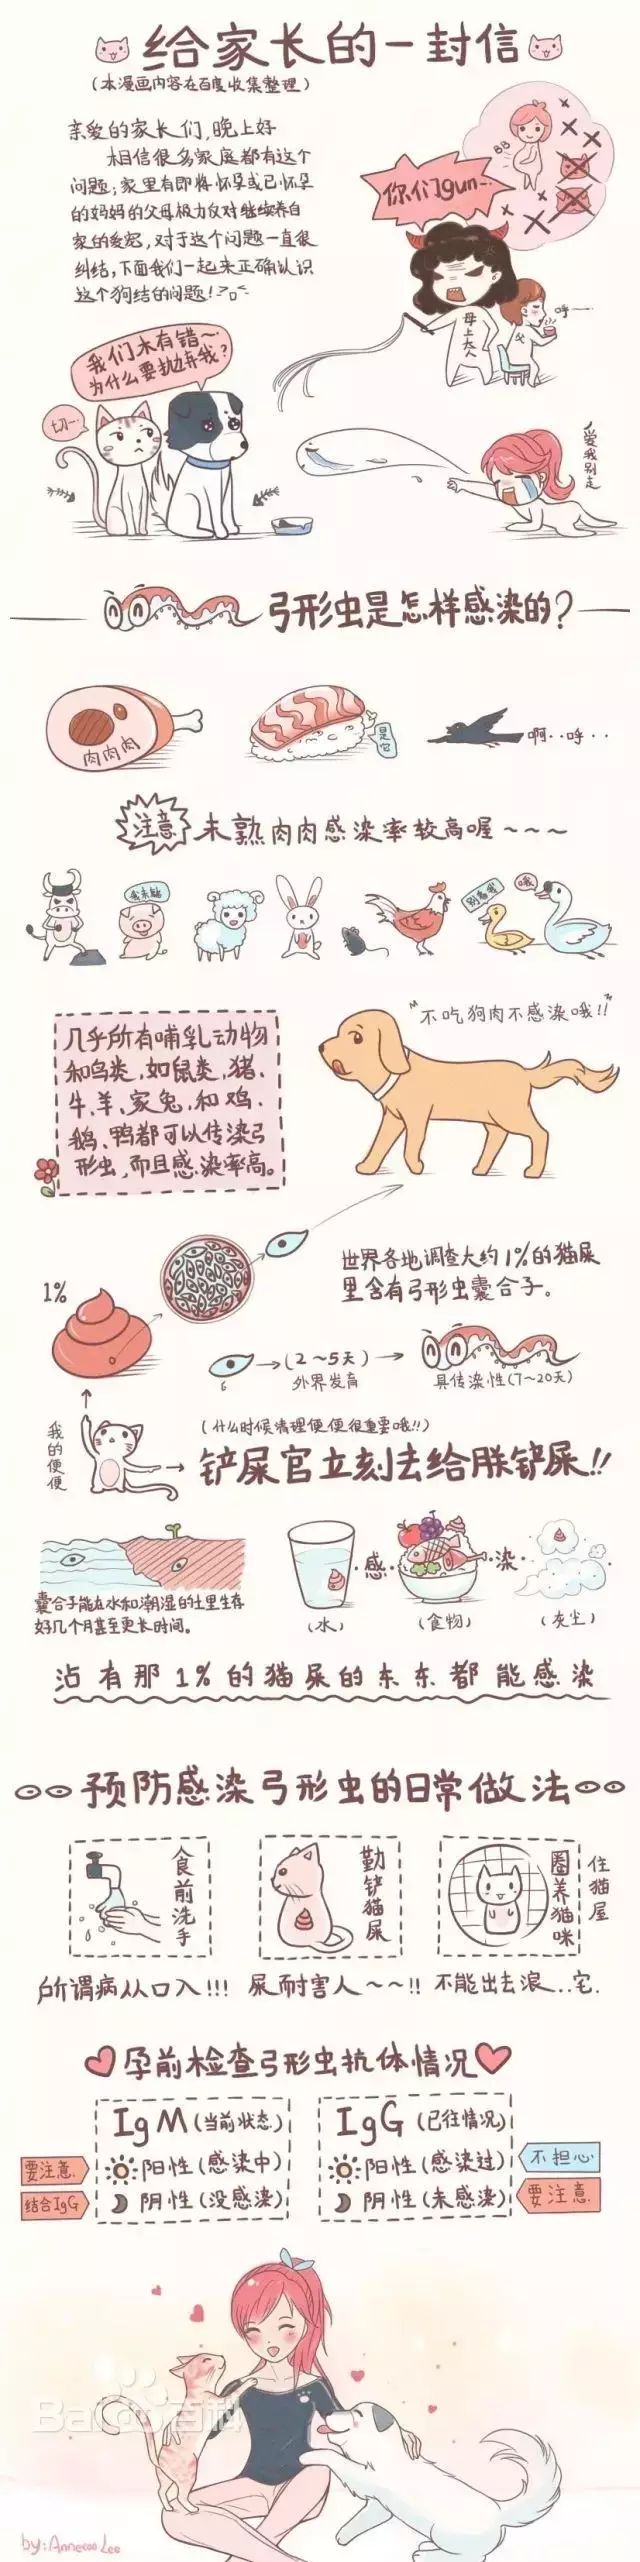 给家长的一封信
(本漫画内容在百度收集整理)
亲爱的家长们,晚上好
相信很多家庭都有这个
问题;家里有即将怀孕或已怀孕
的妈妈的父母极力反对继续养自
家的爱宠,对于这个问题一直很
纠结,下面我们一起来正确认识
这个狗结的问题!
BB
你们gun...
母上大人
父
呼一
我们木有错~
为什么要抛弃我?
切...
爱我别走
弓形虫是怎样感染的?
肉肉肉
是它
啊..呼..
注意 未熟肉肉感染率较高喔~~~
我未熟
别看我
哦
几乎所有哺乳动物
和鸟类,如鼠类,猪、
牛、羊、家兔,和鸡、
鹅、鸭都可以传染弓
形虫,而且感染率高。
"不吃狗肉不感染哦!!"
1%
世界各地调查大约1%的猫屎
里含有弓形虫囊合子。
(2~5天)
外界发育
具传染性(7~20天)
我的便便
(什么时候清理便便很重要哦!!)
铲屎官立刻去给朕铲屎!!
囊合子能在水和潮湿的土里生存
好几个月甚至更长时间。
·感·染·
(水) (食物) (灰尘)
沾有那1%的猫屎的东东都能感染
预防感染弓形虫的日常做法
食前洗手
勤铲猫屎
圈养猫咪
住猫屋
所谓病从口入!!! 屎而时害人~~!! 不能出去浪...宅.
孕前检查弓形虫抗体情况
IgM(当前状态)
要注意 阳性(感染中)
结合IgG 阴性(没感染)
IgG(已往情况)
阳性(感染过) 不担心
阴性(未感染) 要注意
Bai百科
by:Annecoo Lee